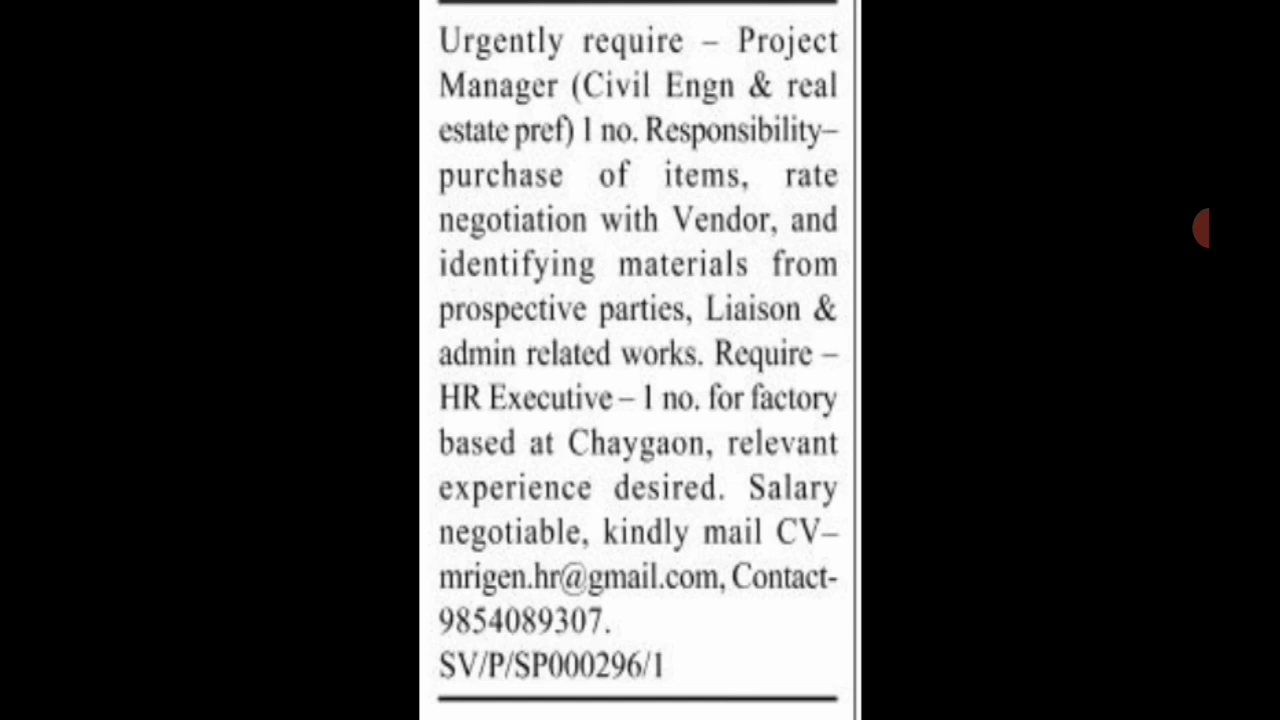 Urgently require – Project
Manager (Civil Engn & real
estate pref) 1 no. Responsibility–
purchase of items, rate
negotiation with Vendor, and
identifying materials from
prospective parties, Liaison &
admin related works. Require –
HR Executive – 1 no. for factory
based at Chaygaon, relevant
experience desired. Salary
negotiable, kindly mail CV–
mrigen.hr@gmail.com, Contact-
9854089307.
SV/P/SP000296/1